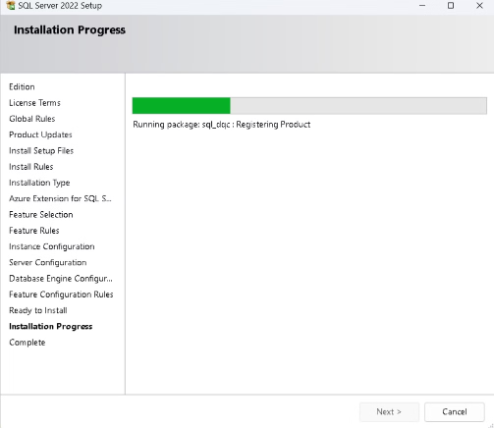 SQL Server 2022 Setup
Installation Progress
Edition
License Terms
Global Rules
Product Updates
Install Setup Files
Install Rules
Installation Type
Azure Extension for SQL S...
Feature Selection
Feature Rules
Instance Configuration
Server Configuration
Database Engine Configur...
Feature Configuration Rules
Ready to Install
Installation Progress
Complete
Running package: sql_dqc : Registering Product
Next >
Cancel